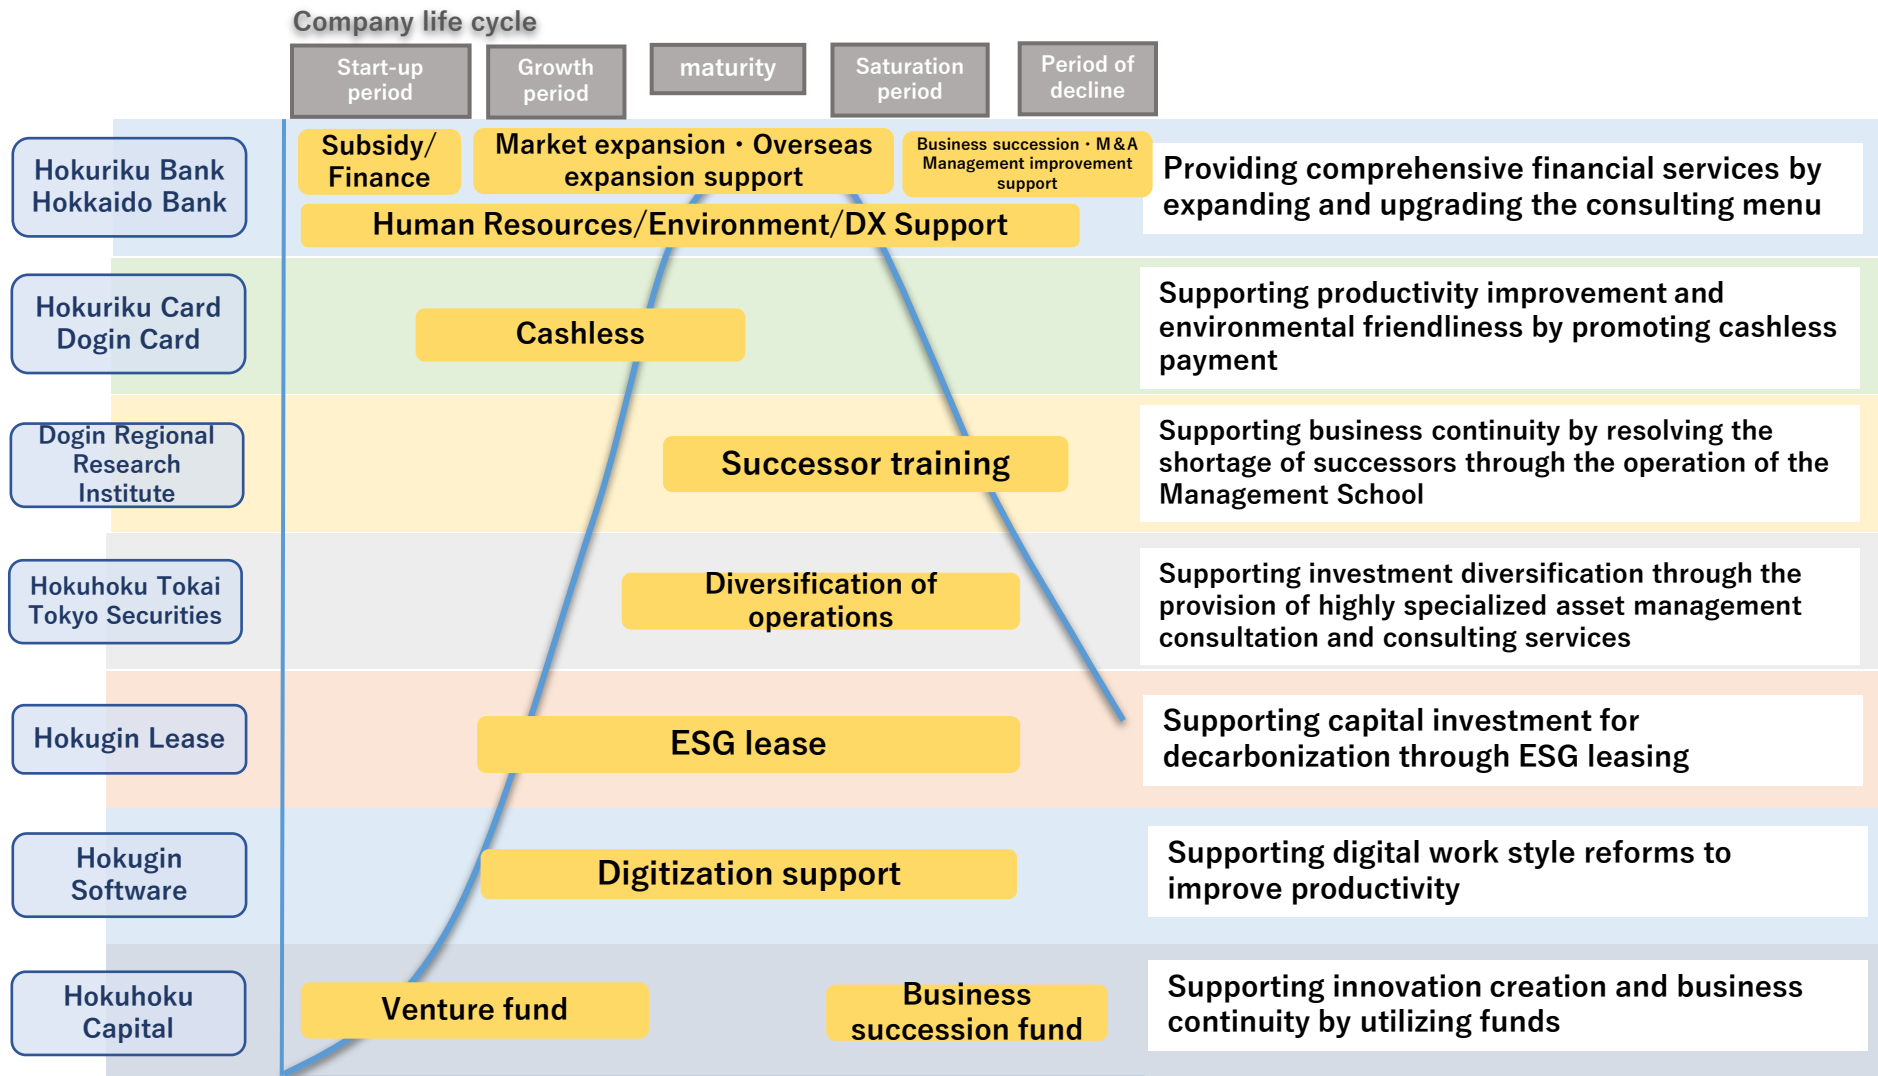 Company life cycle
Start-up
period
Growth
period
maturity
Saturation
period
Period of
decline
Hokuriku Bank
Hokkaido Bank
Subsidy/
Finance
Market expansion・Overseas
expansion support
Business succession・M&A
Management improvement
support
Human Resources/Environment/DX Support
Providing comprehensive financial services by
expanding and upgrading the consulting menu
Hokuriku Card
Dogin Card
Cashless
Supporting productivity improvement and
environmental friendliness by promoting cashless
payment
Dogin Regional
Research
Institute
Successor training
Supporting business continuity by resolving the
shortage of successors through the operation of the
Management School
Hokuhoku Tokai
Tokyo Securities
Diversification of
operations
Supporting investment diversification through the
provision of highly specialized asset management
consultation and consulting services
Hokugin Lease
ESG lease
Supporting capital investment for
decarbonization through ESG leasing
Hokugin
Software
Digitization support
Supporting digital work style reforms to
improve productivity
Hokuhoku
Capital
Venture fund
Business
succession fund
Supporting innovation creation and business
continuity by utilizing funds